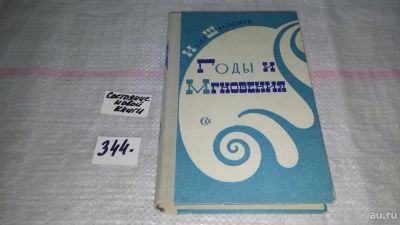 Состояние
новой
книги
344-
Годы и
Мгновения
au.ru